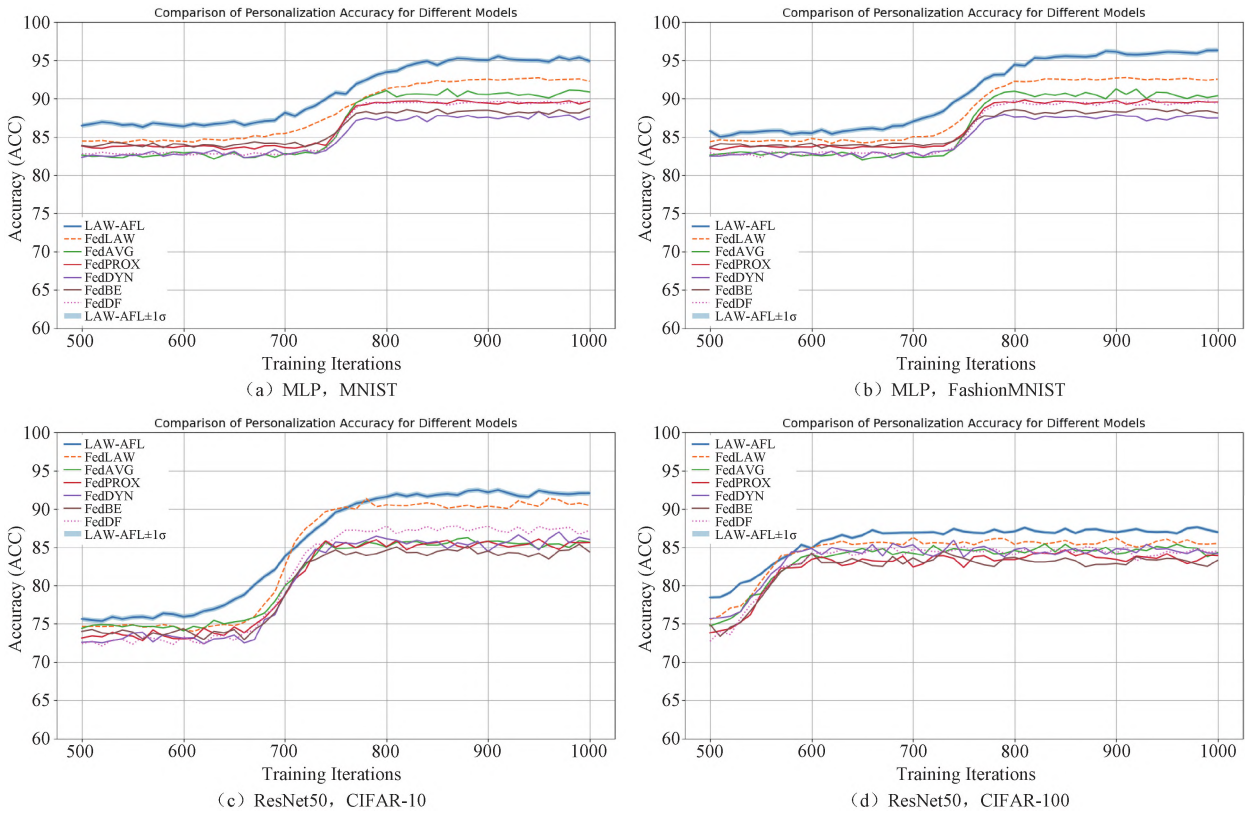 Comparison of Personalization Accuracy for Different Models
100
95
90
85
80
75
70
65
60
Accuracy (ACC)
LAW-AFL
FedLAW
FedAVG
FedPROX
FedDYN
FedBE
FedDF
LAW-AFL±1σ
500 600 700 800 900 1000
Training Iterations
（a）MLP，MNIST
Comparison of Personalization Accuracy for Different Models
100
95
90
85
80
75
70
65
60
Accuracy (ACC)
LAW-AFL
FedLAW
FedAVG
FedPROX
FedDYN
FedBE
FedDF
LAW-AFL±1σ
500 600 700 800 900 1000
Training Iterations
（b）MLP，FashionMNIST
Comparison of Personalization Accuracy for Different Models
100
95
90
85
80
75
70
65
60
Accuracy (ACC)
LAW-AFL
FedLAW
FedAVG
FedPROX
FedDYN
FedBE
FedDF
LAW-AFL±1σ
500 600 700 800 900 1000
Training Iterations
（c）ResNet50，CIFAR-10
Comparison of Personalization Accuracy for Different Models
100
95
90
85
80
75
70
65
60
Accuracy (ACC)
LAW-AFL
FedLAW
FedAVG
FedPROX
FedDYN
FedBE
FedDF
LAW-AFL±1σ
500 600 700 800 900 1000
Training Iterations
（d）ResNet50，CIFAR-100